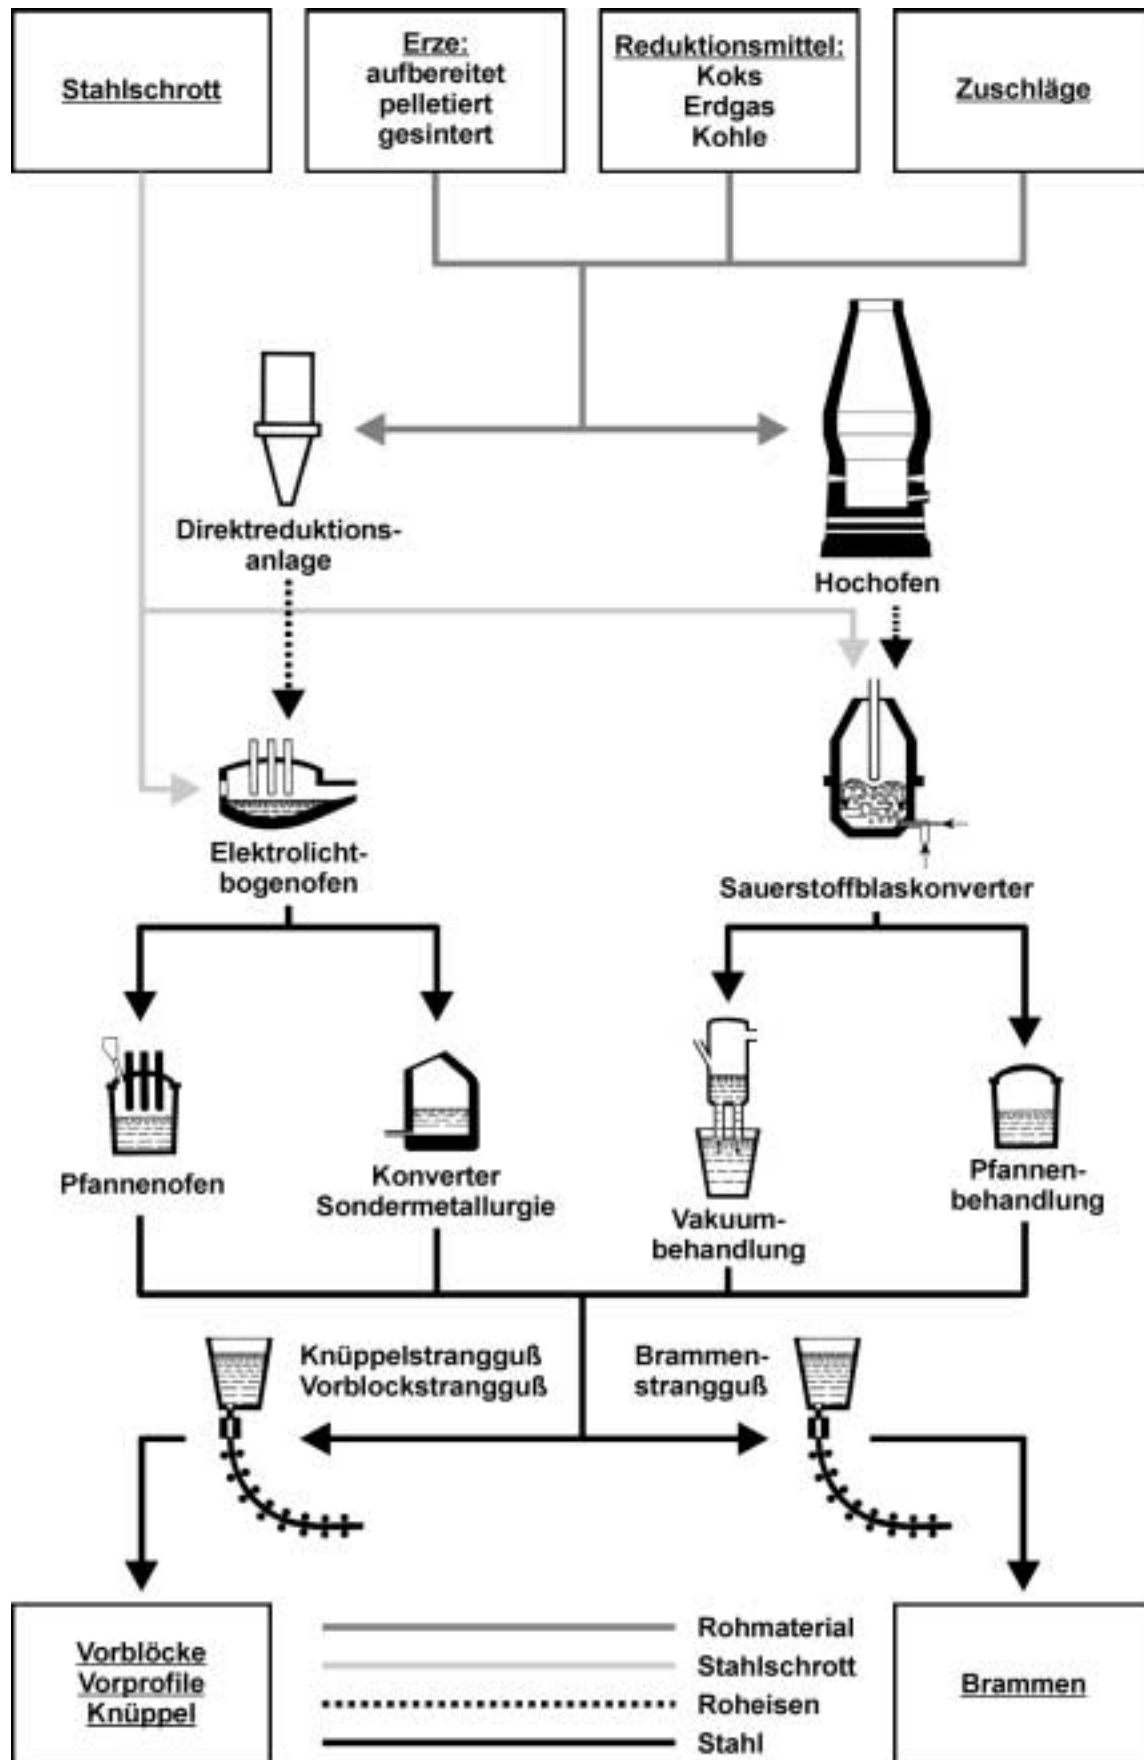 Stahlschrott
Erze:
aufbereitet
pelletiert
gesintert
Reduktionsmittel:
Koks
Erdgas
Kohle
Zuschläge
Direktreduktions-
anlage
Hochofen
Elektrolicht-
bogenofen
Sauerstoffblaskonverter
Pfannenofen
Konverter
Sondermetallurgie
Vakuum-
behandlung
Pfannen-
behandlung
Knüppelstrangguß
Vorblockstrangguß
Brammen-
strangguß
Vorblöcke
Vorprofile
Knüppel
Rohmaterial
Stahlschrott
Roheisen
Stahl
Brammen